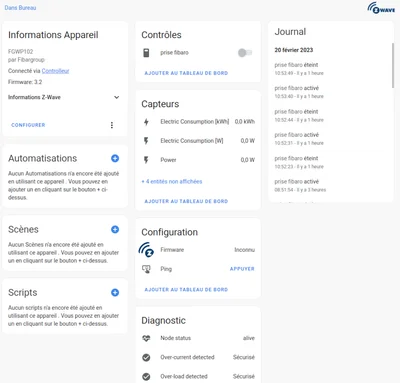 Dans Bureau
Z WAVE
Informations Appareil
FGWP102
par Fibargroup
Connecté via Controlleur
Firmware: 3.2
Informations Z-Wave
CONFIGURER
Automatisations
Aucun Automatisations n'a encore été ajouté
en utilisant ce appareil . Vous pouvez en
ajouter un en cliquant sur le bouton + ci-
dessus.
Scènes
Aucun Scènes n'a encore été ajouté en
utilisant ce appareil . Vous pouvez en ajouter
un en cliquant sur le bouton + ci-dessus.
Scripts
Aucun scripts n'a encore été ajouté en
utilisant ce appareil . Vous pouvez en ajouter
un en cliquant sur le bouton + ci-dessus.
Contrôles
prise fibaro
AJOUTER AU TABLEAU DE BORD
Capteurs
Electric Consumption [kWh] 0,0 kWh
Electric Consumption [W] 0,0 W
Power 0,0 W
+ 4 entités non affichées
AJOUTER AU TABLEAU DE BORD
Configuration
Firmware Inconnu
Ping APPUYER
AJOUTER AU TABLEAU DE BORD
Diagnostic
Node status alive
Over-current detected Sécurisé
Over-load detected Sécurisé
Journal
20 février 2023
prise fibaro éteint
10:52:49 - il y a 1 heure
prise fibaro activé
10:52:46 - il y a 1 heure
prise fibaro éteint
10:52:44 - il y a 1 heure
prise fibaro activé
10:52:31 - il y a 1 heure
prise fibaro éteint
10:52:23 - il y a 1 heure
prise fibaro activé
08:51:54 - il y a 3 heures